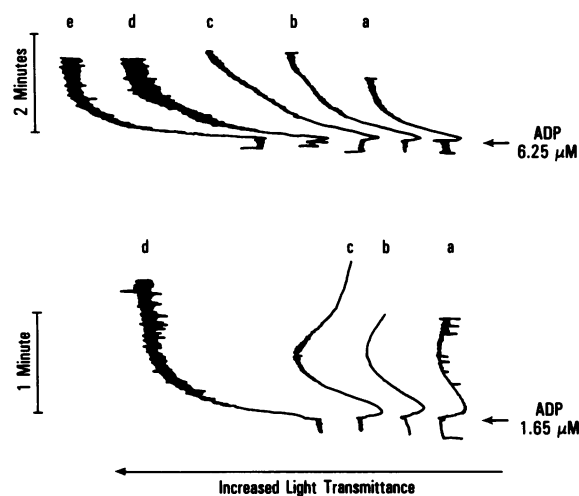 e d c b a
2 Minutes
ADP
6.25 μM
d c b a
1 Minute
ADP
1.65 μM
Increased Light Transmittance